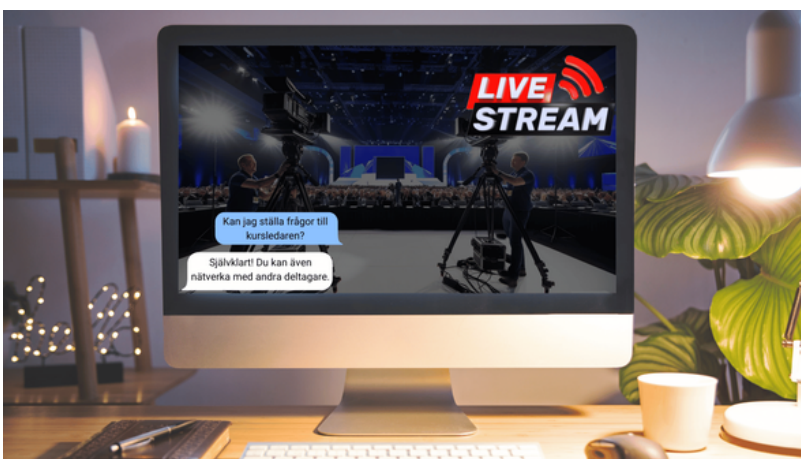 LIVE
STREAM
Kan jag ställa frågor till
kursledaren?
Självklart! Du kan även
nätverka med andra deltagare.